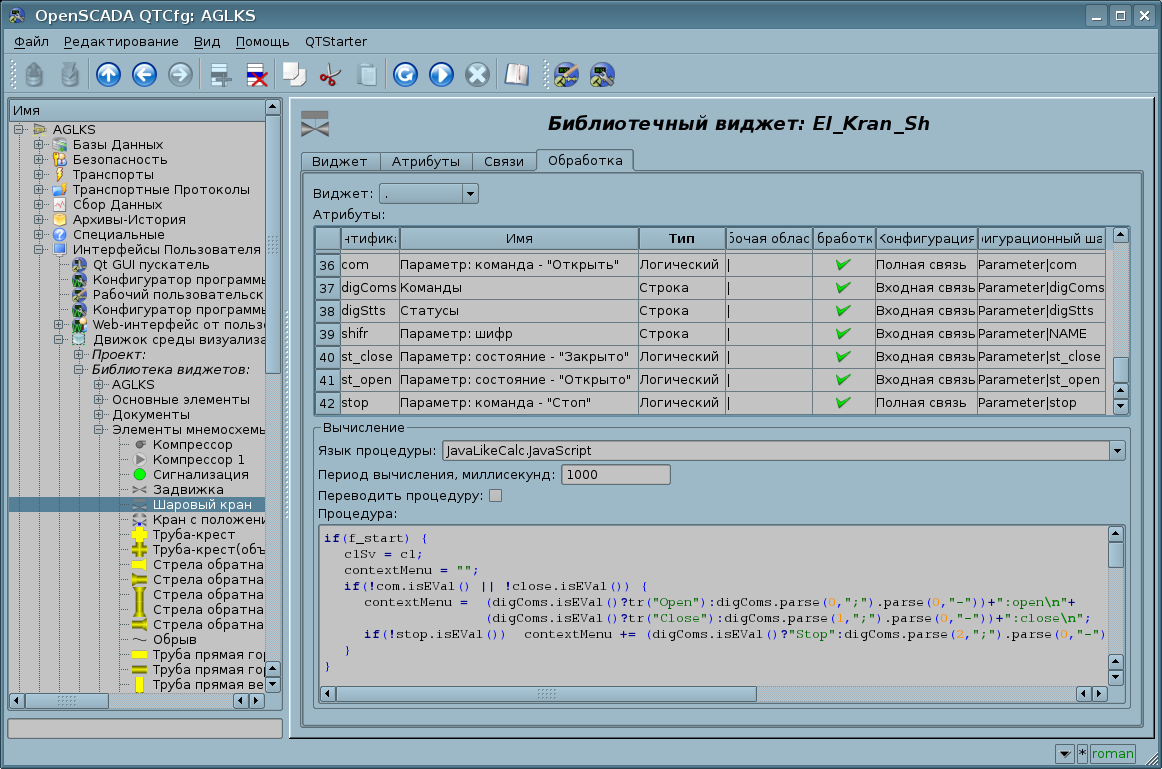 OpenSCADA QTCfg: AGLKS
Файл Редактирование Вид Помощь QTStarter
Имя
AGLKS
Базы Данных
Безопасность
Транспорты
Транспортные Протоколы
Сбор Данных
Архивы-История
Специальные
Интерфейсы Пользователя
Qt GUI пускатель
Конфигуратор программы
Рабочий пользовательск
Конфигуратор программы
Web-интерфейс от пользо
Движок среды визуализа
Проект:
Библиотека виджетов:
AGLKS
Основные элементы
Документы
Элементы мнемосхемы
Компрессор
Компрессор 1
Сигнализация
Задвижка
Шаровый кран
Кран с положени
Труба-крест
Труба-крест(объ
Стрела обратна
Стрела обратна
Стрела обратна
Стрела обратна
Стрела обратна
Обрыв
Труба прямая гор
Труба прямая гор
Труба прямая ве
Библиотечный виджет: El_Kran_Sh
Виджет Атрибуты Связи Обработка
Виджет: .
Атрибуты:
нтифика Имя Тип бочая облас бработк Конфигурация игурационный ша
36 com Параметр: команда - "Открыть" Логический | Полная связь Parameter|com
37 digComs Команды Строка | Входная связь Parameter|digComs
38 digStts Статусы Строка | Входная связь Parameter|digStts
39 shifr Параметр: шифр Строка | Входная связь Parameter|NAME
40 st_close Параметр: состояние - "Закрыто" Логический | Входная связь Parameter|st_close
41 st_open Параметр: состояние - "Открыто" Логический | Входная связь Parameter|st_open
42 stop Параметр: команда - "Стоп" Логический | Полная связь Parameter|stop
Вычисление
Язык процедуры: JavaLikeCalc.JavaScript
Период вычисления, миллисекунд: 1000
Переводить процедуру:
Процедура:
if(f_start) {
clSv = cl;
contextMenu = "";
if(!com.isEVal() || !close.isEVal()) {
contextMenu = (digComs.isEVal()?tr("Open"):digComs.parse(0,";").parse(0,"-"))+":open\n"+
(digComs.isEVal()?tr("Close"):digComs.parse(1,";").parse(0,"-"))+":close\n";
if(!stop.isEVal()) contextMenu += (digComs.isEVal()?"Stop":digComs.parse(2,";").parse(0,"-")
}
}
* roman